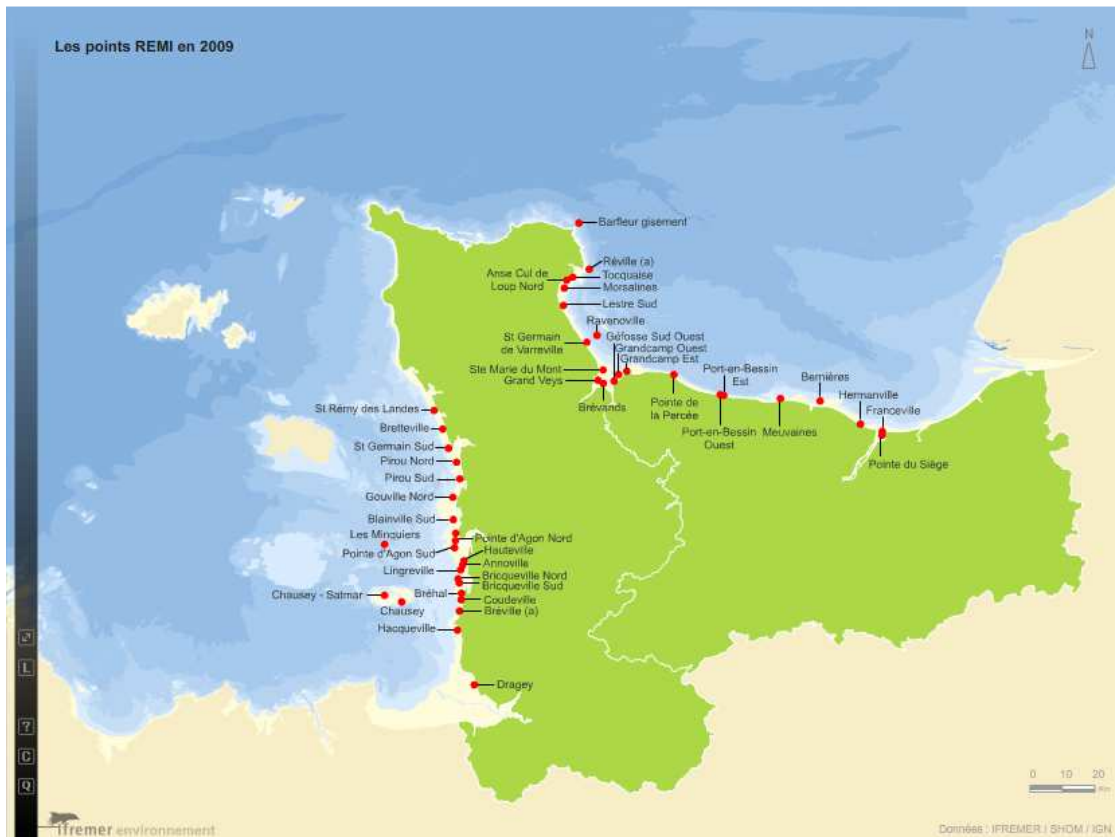 Les points REMI en 2009
N
Barfleur gisement
Réville (a)
Anse Cul de
Loup Nord
Tocquaise
Morsalines
Lestre Sud
Ravenoville
St Germain
de Varreville
Géfosse Sud Ouest
Grandcamp Ouest
Grandcamp Est
Ste Marie du Mont
Grand Veys
Brévands
Pointe de
la Percée
Port-en-Bessin
Est
Port-en-Bessin
Ouest
Meuvaines
Bernières
Hermanville
Franceville
Pointe du Siège
St Rémy des Landes
Bretteville
St Germain Sud
Pirou Nord
Pirou Sud
Gouville Nord
Blainville Sud
Les Minquiers
Pointe d'Agon Nord
Pointe d'Agon Sud
Hauteville
Annoville
Lingreville
Bricqueville Nord
Bricqueville Sud
Chausey - Satmar
Chausey
Bréhal
Coudeville
Bréville (a)
Hacqueville
Dragey
L
?
C
Q
0 10 20
Km
ifremer environnement
Données : IFREMER / SHOM / IGN